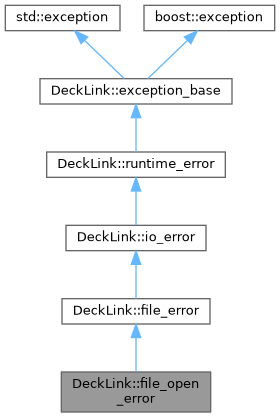 std::exception
boost::exception
DeckLink::exception_base
DeckLink::runtime_error
DeckLink::io_error
DeckLink::file_error
DeckLink::file_open
_error